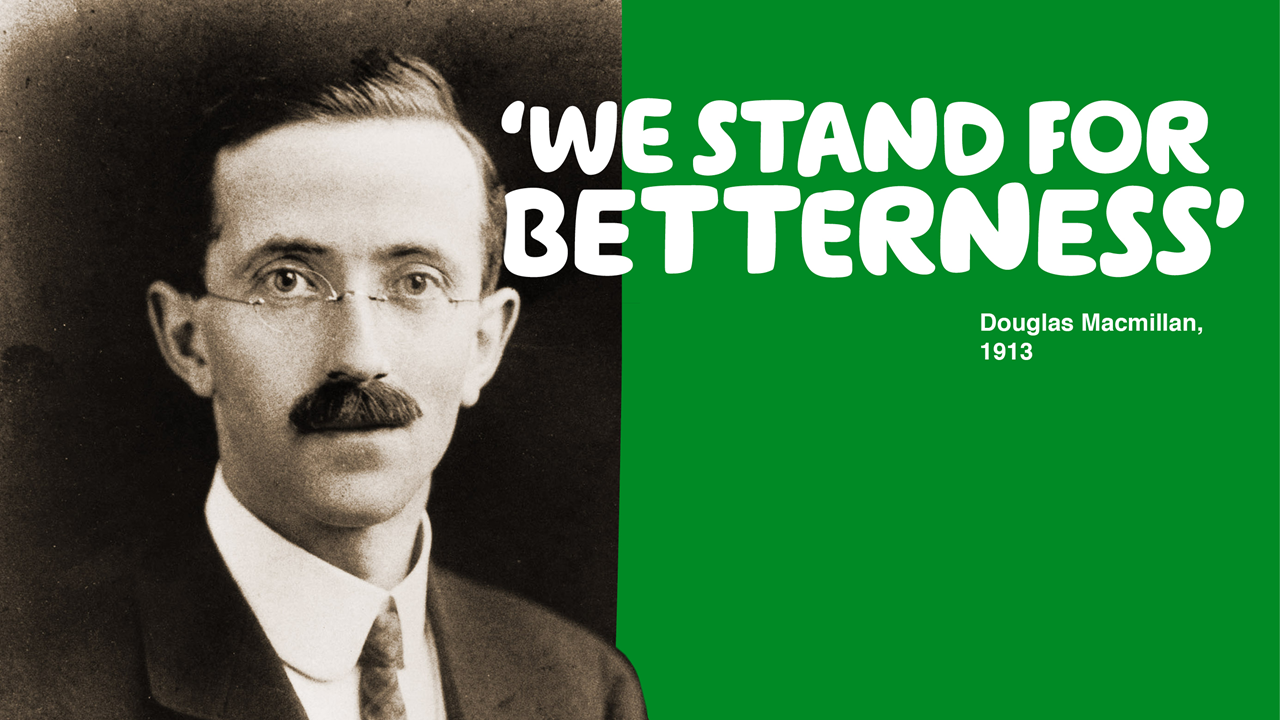 ‘WE STAND FOR
BETTERNESS’
Douglas Macmillan,
1913